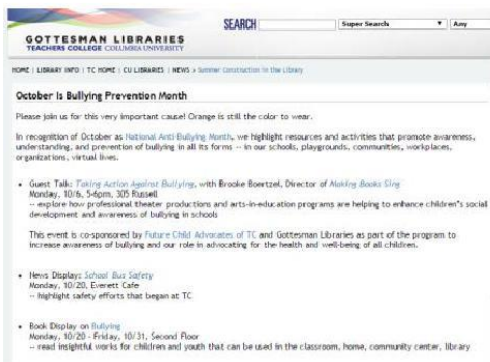 SEARCH Super Search Any
GOTTESMAN LIBRARIES
TEACHERS COLLEGE COLUMBIA UNIVERSITY
HOME | LIBRARY INFO | TC HOME | CU LIBRARIES | NEWS > Summer Construction in the Library
October Is Bullying Prevention Month
Please join us for this very important cause! Orange is still the color to wear.
In recognition of October as National Anti-Bullying Month, we highlight resources and activities that promote awareness,
understanding, and prevention of bullying in all its forms -- in our schools, playgrounds, communities, workplaces,
organizations, virtual lives.
• Guest Talk: Taking Action Against Bullying, with Brooke Boertzel, Director of Making Books Sing
Monday, 10/6, 5-6pm, 305 Russell
-- explore how professional theater productions and arts-in-education programs are helping to enhance children's social
development and awareness of bullying in schools
This event is co-sponsored by Future Child Advocates of TC and Gottesman Libraries as part of the program to
increase awareness of bullying and our role in advocating for the health and well-being of all children.
• News Display: School Bus Safety
Monday, 10/20, Everett Cafe
-- highlight safety efforts that began at TC
• Book Display on Bullying
Monday, 10/20 - Friday, 10/31, Second Floor
-- read insightful works for children and youth that can be used in the classroom, home, community center, library